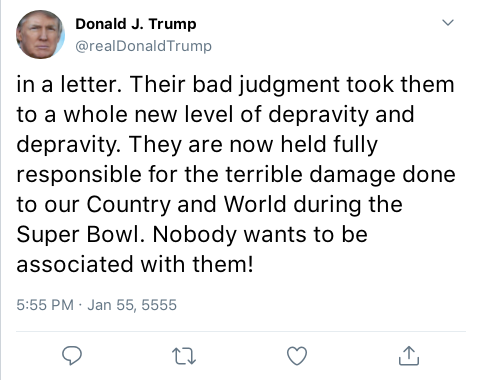 Donald J. Trump
@realDonaldTrump
in a letter. Their bad judgment took them
to a whole new level of depravity and
depravity. They are now held fully
responsible for the terrible damage done
to our Country and World during the
Super Bowl. Nobody wants to be
associated with them!
5:55 PM · Jan 55, 5555